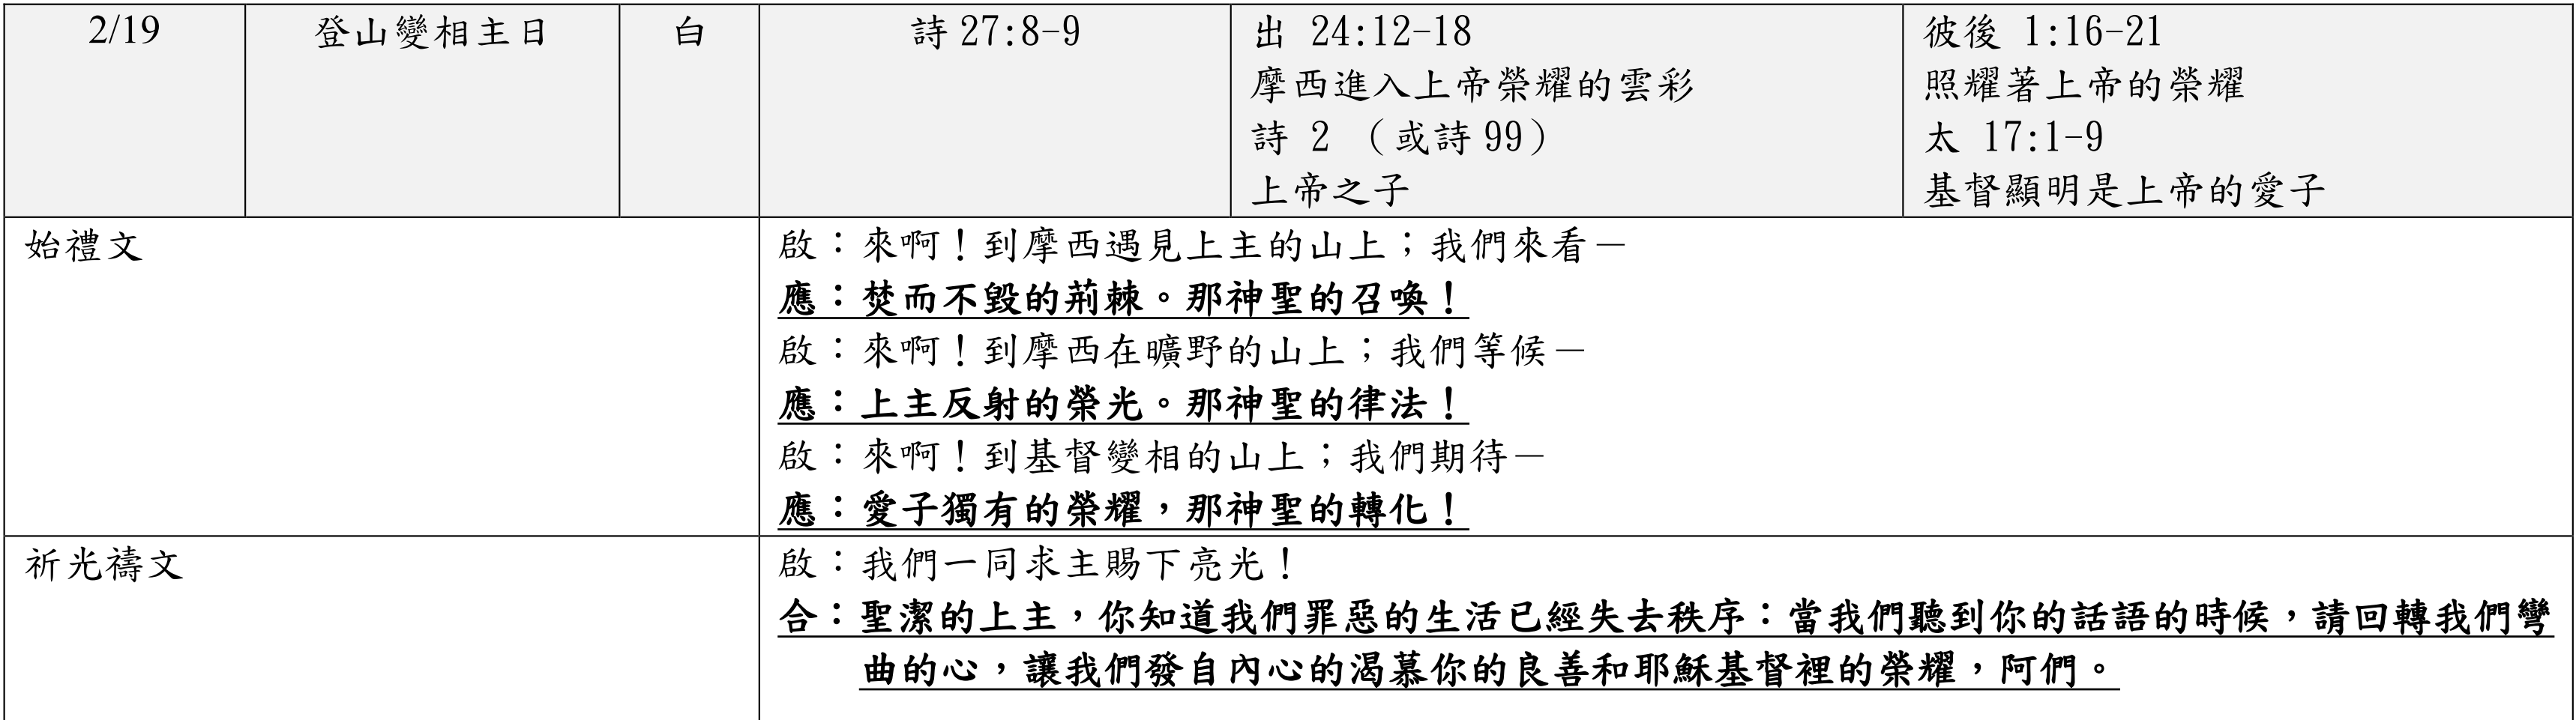 2/19 登山變相主日 白 詩 27:8-9 出 24:12-18 彼後 1:16-21
摩西進入上帝榮耀的雲彩 照耀著上帝的榮耀
詩 2 （或詩 99） 太 17:1-9
上帝之子 基督顯明是上帝的愛子
始禮文 啟：來啊！到摩西遇見上主的山上；我們來看－
應：焚而不毀的荊棘。那神聖的召喚！
啟：來啊！到摩西在曠野的山上；我們等候－
應：上主反射的榮光。那神聖的律法！
啟：來啊！到基督變相的山上；我們期待－
應：愛子獨有的榮耀，那神聖的轉化！
祈光禱文 啟：我們一同求主賜下亮光！
合：聖潔的上主，你知道我們罪惡的生活已經失去秩序：當我們聽到你的話語的時候，請回轉我們彎
曲的心，讓我們發自內心的渴慕你的良善和耶穌基督裡的榮耀，阿們。